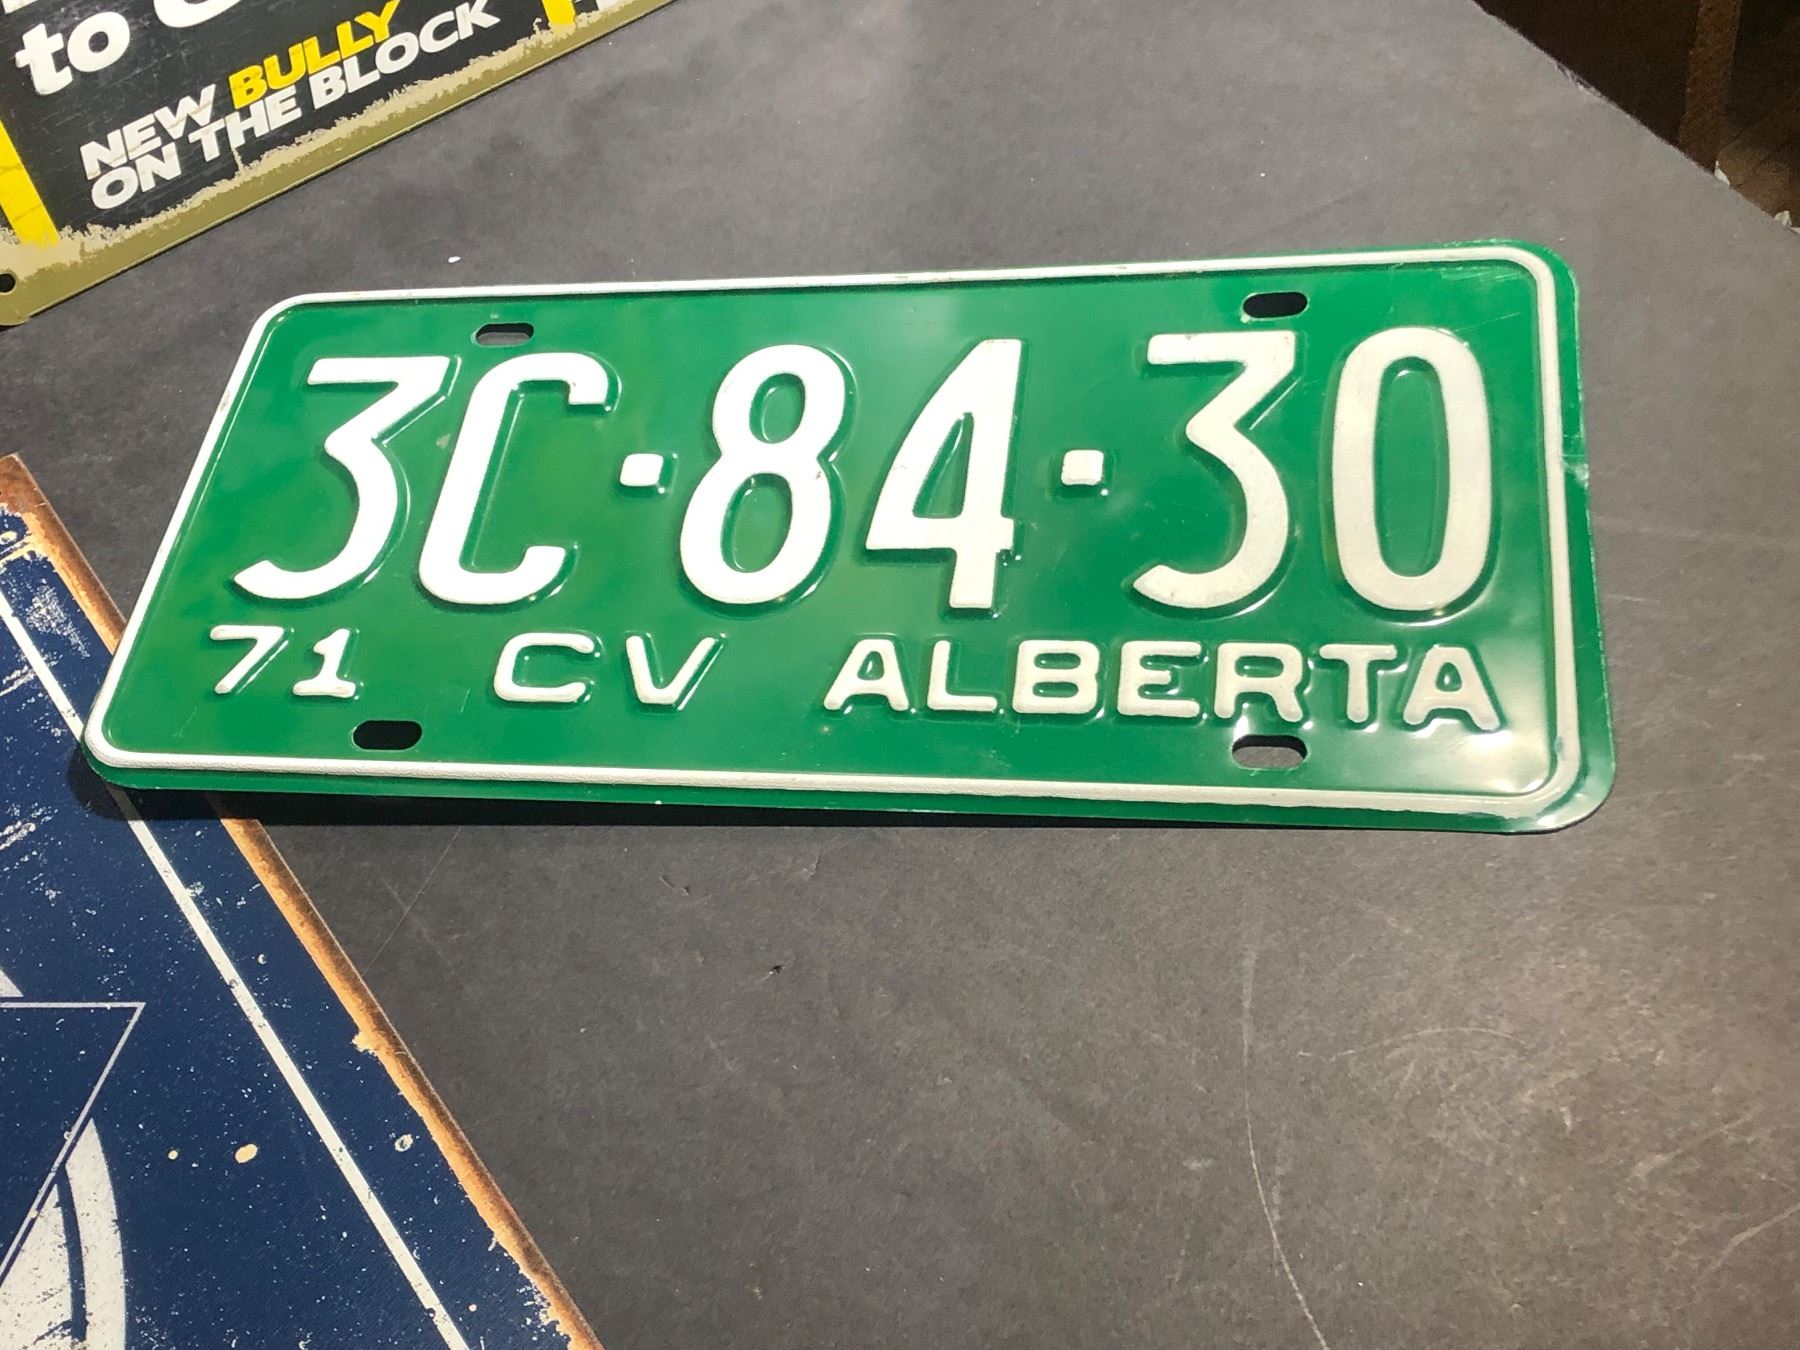 to
NEW BULLY
ON THE BLOCK
3C·84·30
71 CV ALBERTA